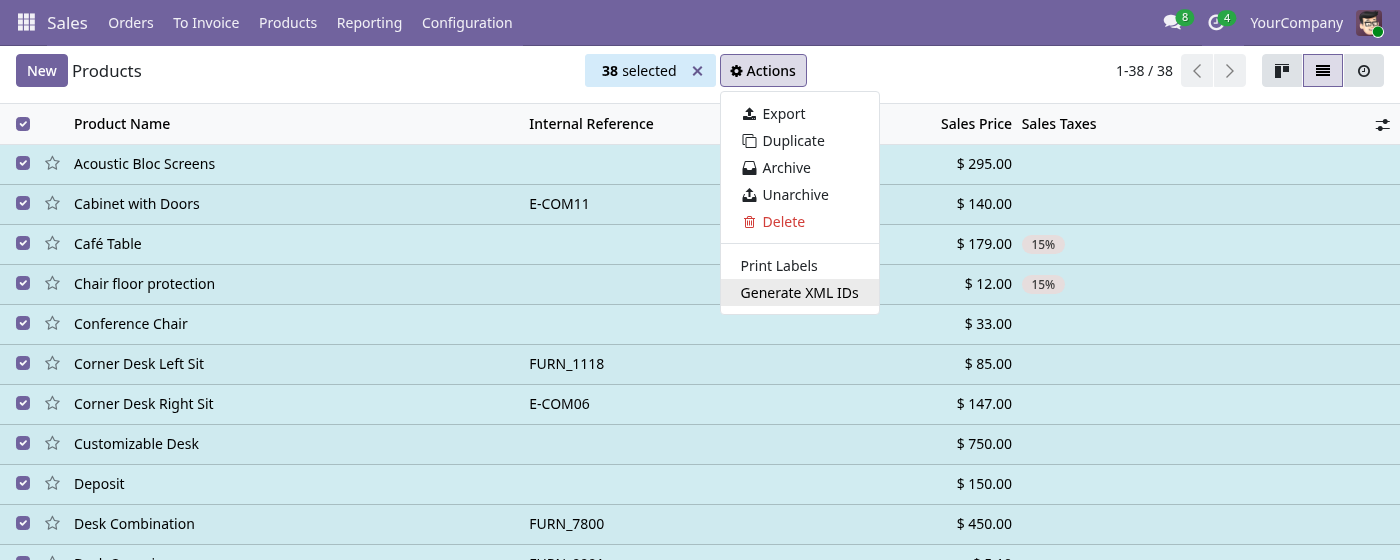 Sales Orders To Invoice Products Reporting Configuration 8 4 YourCompany
New Products 38 selected Actions 1-38 / 38
Export
Duplicate
Archive
Unarchive
Delete
Print Labels
Generate XML IDs
Product Name Internal Reference Sales Price Sales Taxes
Acoustic Bloc Screens $ 295.00
Cabinet with Doors E-COM11 $ 140.00
Café Table $ 179.00 15%
Chair floor protection $ 12.00 15%
Conference Chair $ 33.00
Corner Desk Left Sit FURN_1118 $ 85.00
Corner Desk Right Sit E-COM06 $ 147.00
Customizable Desk $ 750.00
Deposit $ 150.00
Desk Combination FURN_7800 $ 450.00